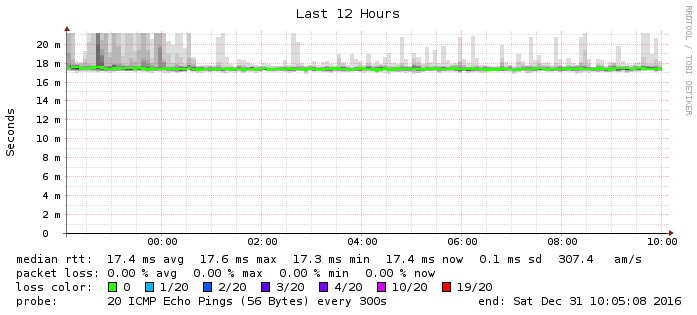 Last 12 Hours
RRDTOOL / TOBI OETIKER
Seconds
20 m
18 m
16 m
14 m
12 m
10 m
8 m
6 m
4 m
2 m
0
00:00 02:00 04:00 06:00 08:00 10:00
median rtt: 17.4 ms avg 17.6 ms max 17.3 ms min 17.4 ms now 0.1 ms sd 307.4 am/s
packet loss: 0.00 % avg 0.00 % max 0.00 % min 0.00 % now
loss color: 0 1/20 2/20 3/20 4/20 10/20 19/20
probe: 20 ICMP Echo Pings (56 Bytes) every 300s end: Sat Dec 31 10:05:08 2016